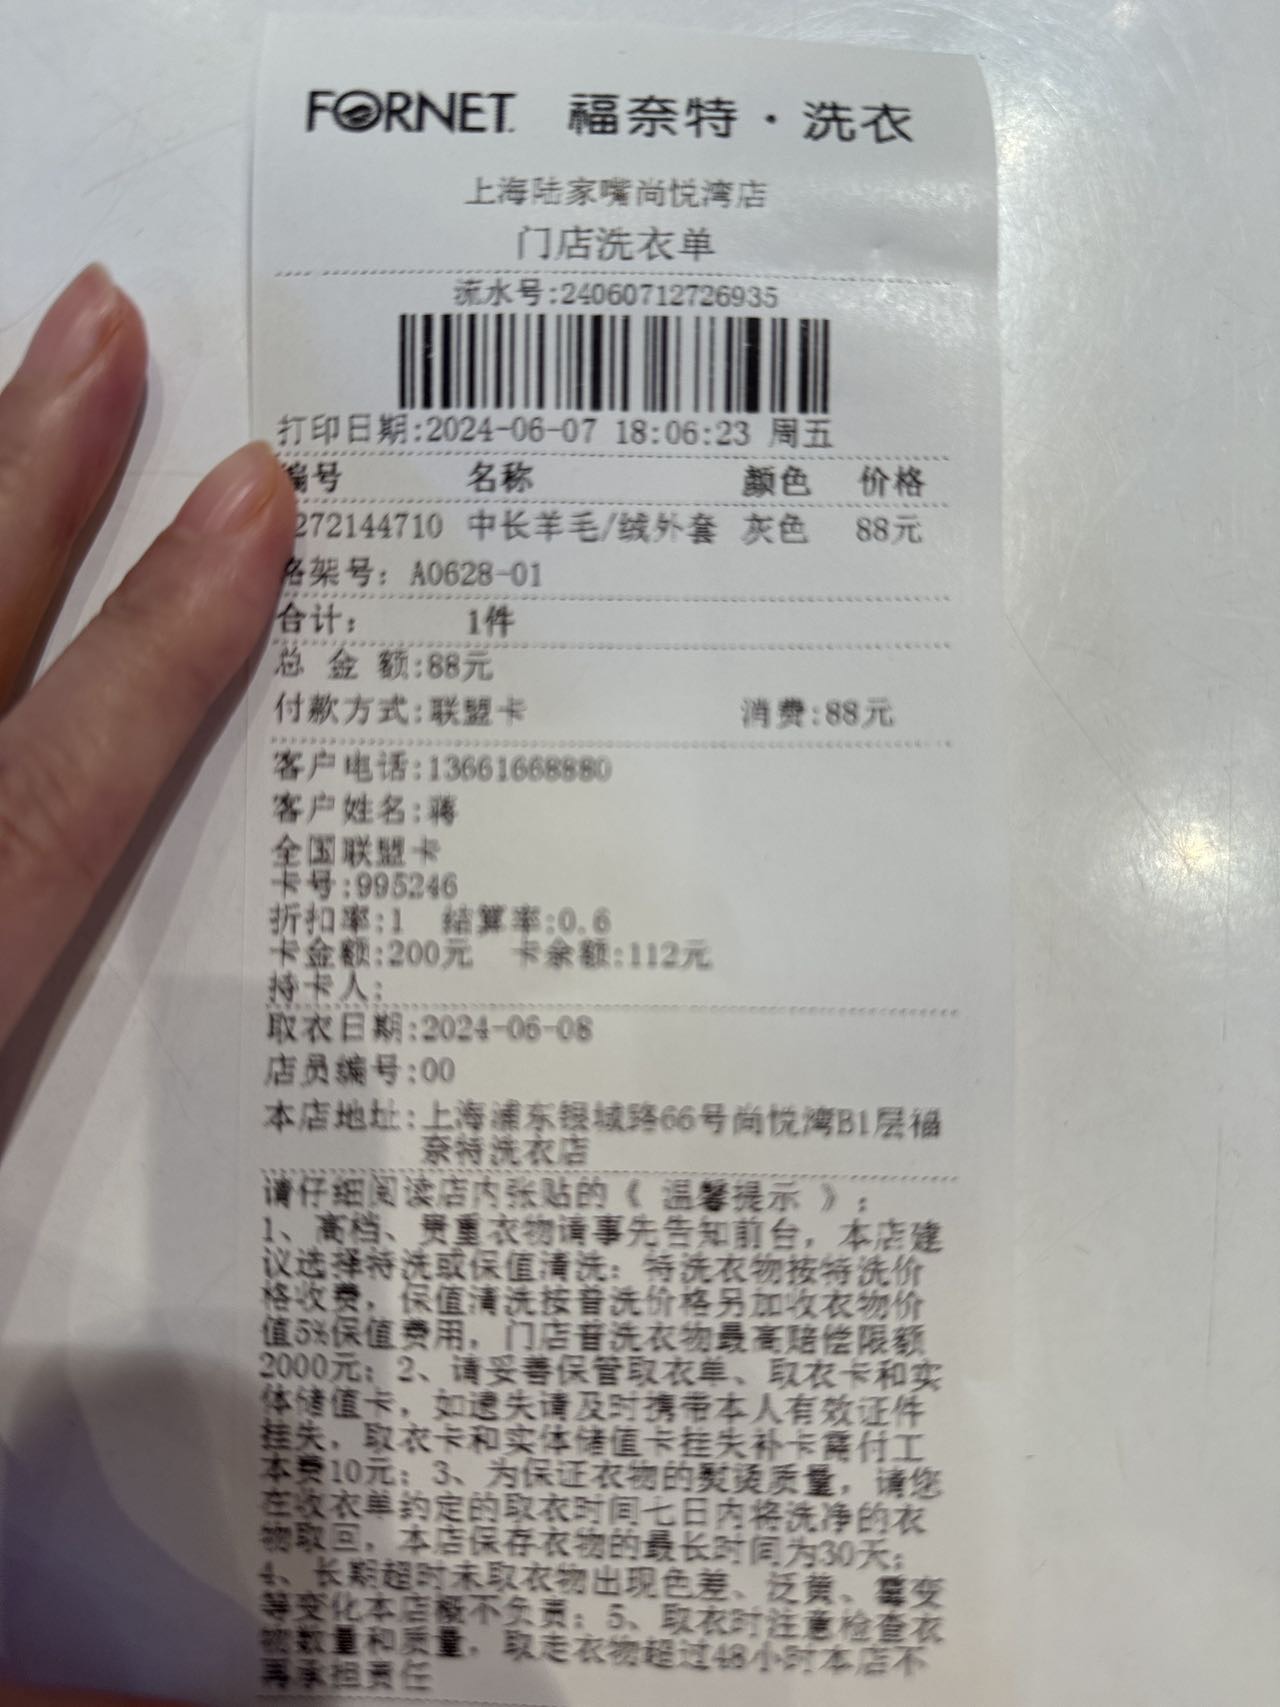 FORNET 福奈特·洗衣
上海陆家嘴尚悦湾店
门店洗衣单
流水号:24060712726935
打印日期:2024-06-07 18:06:23 周五
编号 名称 颜色 价格
272144710 中长羊毛/绒外套 灰色 88元
格架号: A0628-01
合计: 1件
总 金 额:88元
付款方式:联盟卡 消费:88元
客户电话:13661668880
客户姓名:蒋
全国联盟卡
卡号:995246
折扣率:1 结算率:0.6
卡金额:200元 卡余额:112元
持卡人:
取衣日期:2024-06-08
店员编号:00
本店地址:上海浦东银城路66号尚悦湾B1层福
奈特洗衣店
请仔细阅读店内张贴的《 温馨提示 》:
1、高档、贵重衣物请事先告知前台，本店建
议选择特洗或保值清洗: 特洗衣物按特洗价
格收费，保值清洗按普洗价格另加收衣物价
值5%保值费用，门店普洗衣物最高赔偿限额
2000元; 2、请妥善保管取衣单、取衣卡和实
体储值卡，如遗失请及时携带本人有效证件
挂失，取衣卡和实体储值卡挂失补卡需付工
本费10元; 3、为保证衣物的熨烫质量，请您
在收衣单约定的取衣时间七日内将洗净的衣
物取回，本店保存衣物的最长时间为30天;
4、长期超时未取衣物出现色差、泛黄、霉变
等变化本店概不负责; 5、取衣时注意检查衣
物数量和质量，取走衣物超过48小时本店不
再承担责任